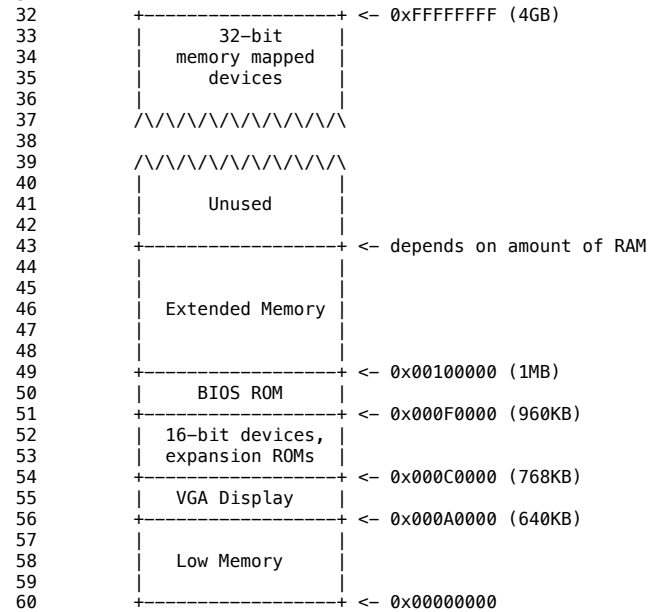 32           +------------------+ <- 0xFFFFFFFF (4GB)
33           |      32-bit      |
34           |  memory mapped   |
35           |     devices      |
36           |                  |
37           /\/\/\/\/\/\/\/\/\/\
38
39           /\/\/\/\/\/\/\/\/\/\
40           |                  |
41           |      Unused      |
42           |                  |
43           +------------------+ <- depends on amount of RAM
44           |                  |
45           |                  |
46           |  Extended Memory |
47           |                  |
48           |                  |
49           +------------------+ <- 0x00100000 (1MB)
50           |     BIOS ROM     |
51           +------------------+ <- 0x000F0000 (960KB)
52           |  16-bit devices, |
53           |  expansion ROMs  |
54           +------------------+ <- 0x000C0000 (768KB)
55           |   VGA Display    |
56           +------------------+ <- 0x000A0000 (640KB)
57           |                  |
58           |    Low Memory    |
59           |                  |
60           +------------------+ <- 0x00000000